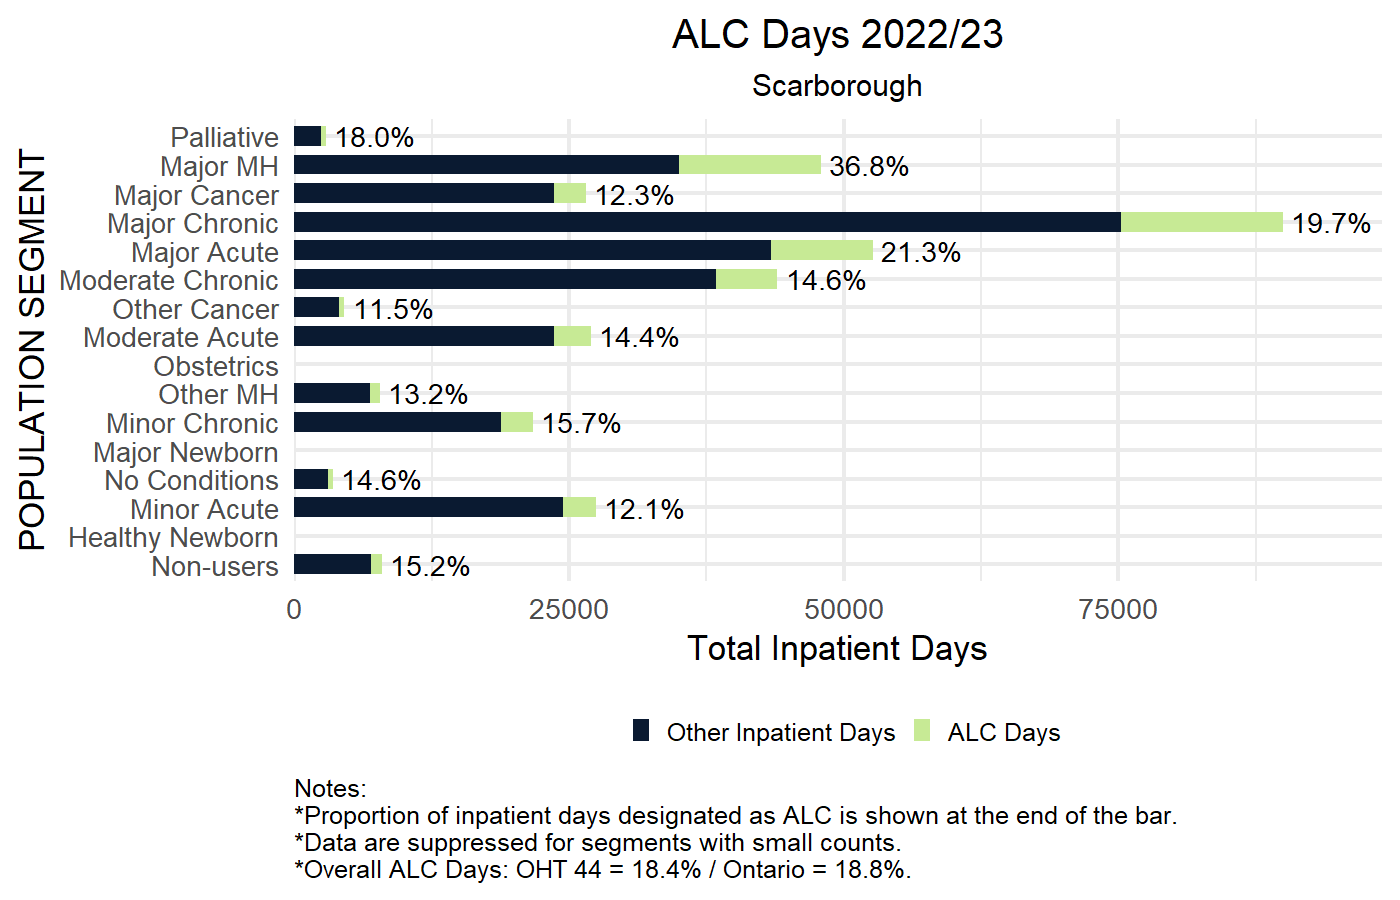 ALC Days 2022/23
Scarborough
POPULATION SEGMENT
Palliative 18.0%
Major MH 36.8%
Major Cancer 12.3%
Major Chronic 19.7%
Major Acute 21.3%
Moderate Chronic 14.6%
Other Cancer 11.5%
Moderate Acute 14.4%
Obstetrics
Other MH 13.2%
Minor Chronic 15.7%
Major Newborn
No Conditions 14.6%
Minor Acute 12.1%
Healthy Newborn
Non-users 15.2%
0 25000 50000 75000
Total Inpatient Days
Other Inpatient Days ALC Days
Notes:
*Proportion of inpatient days designated as ALC is shown at the end of the bar.
*Data are suppressed for segments with small counts.
*Overall ALC Days: OHT 44 = 18.4% / Ontario = 18.8%.